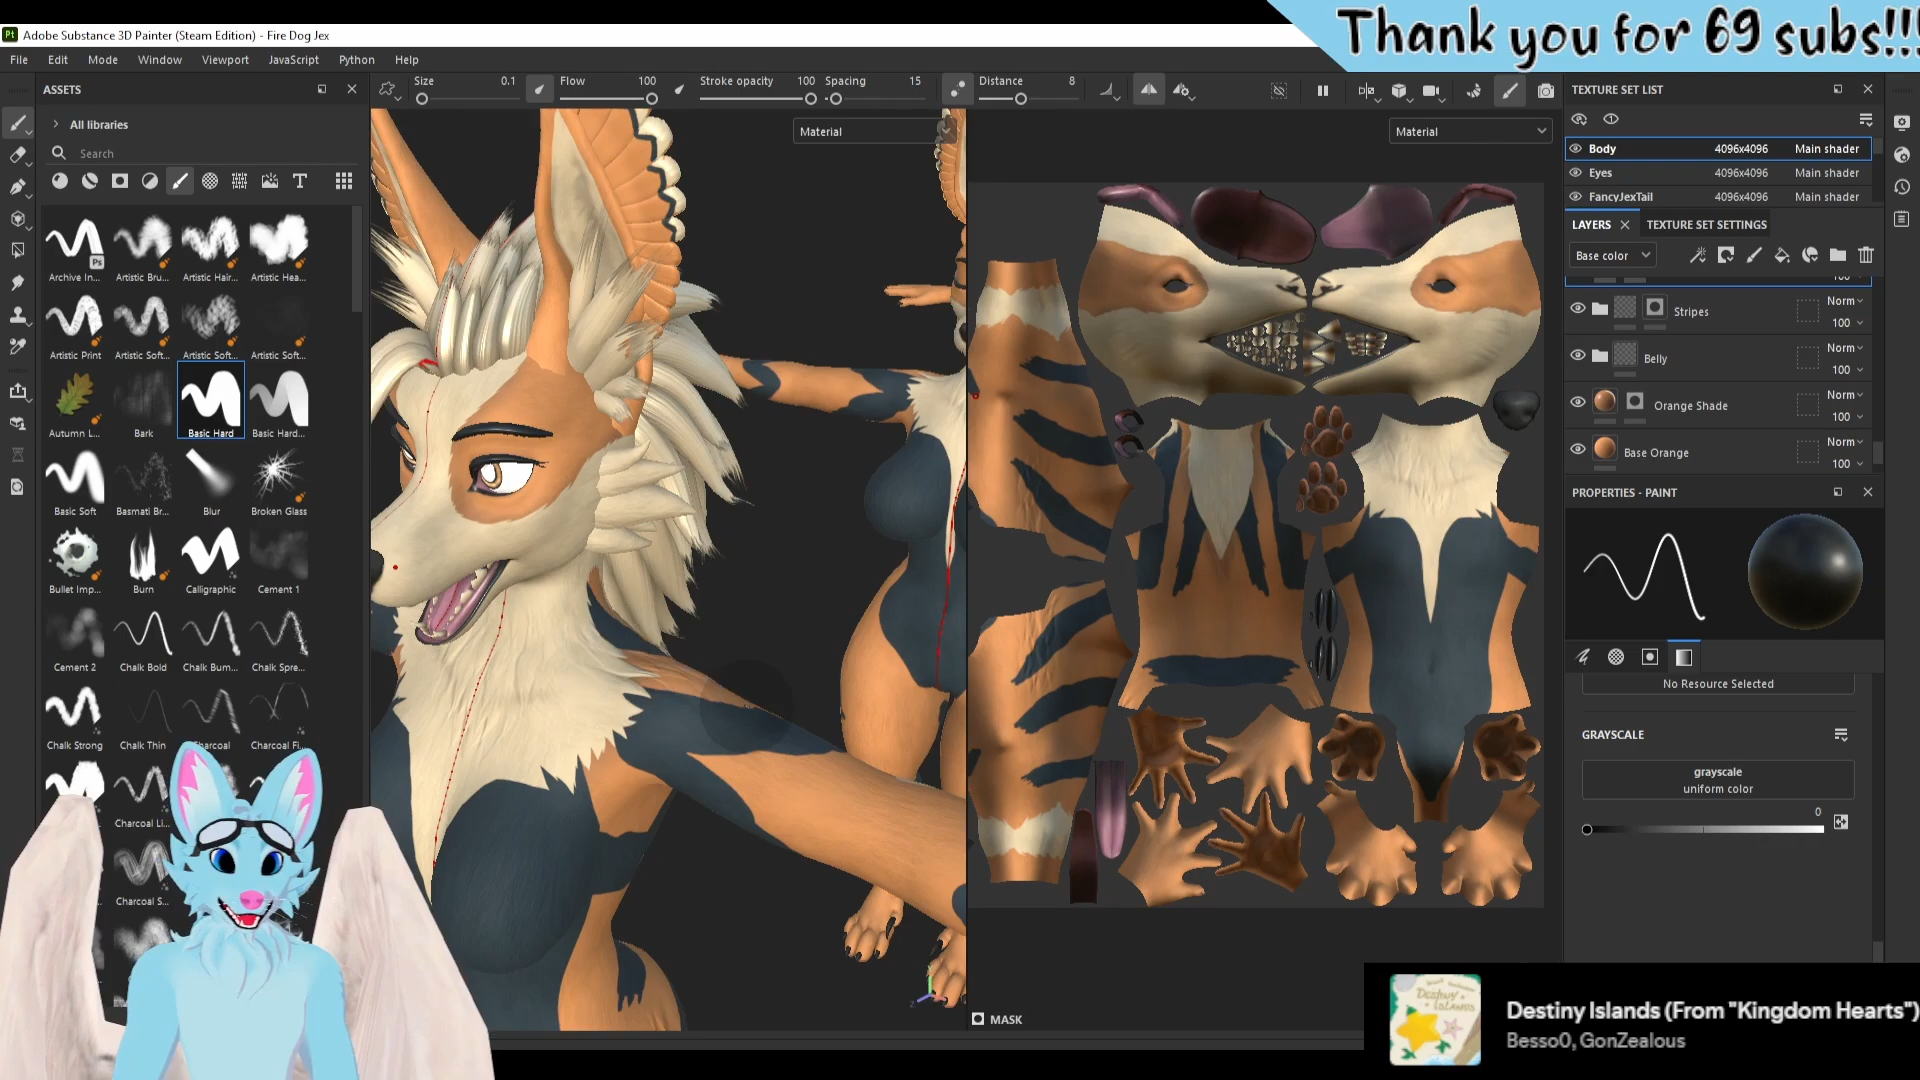 Thank you for 69 subs!!!
Adobe Substance 3D Painter (Steam Edition) - Fire Dog Jex
File Edit Mode Window Viewport JavaScript Python Help
ASSETS
Size 0.1 Flow 100 Stroke opacity 100 Spacing 15 Distance 8
All libraries
Search
Material
Material
Archive In... Artistic Bru... Artistic Hair... Artistic Hea...
Artistic Print Artistic Soft... Artistic Soft... Artistic Soft...
Autumn L... Bark Basic Hard Basic Hard...
Basic Soft Basmati Br... Blur Broken Glass
Bullet Imp... Burn Calligraphic Cement 1
Cement 2 Chalk Bold Chalk Bum... Chalk Spre...
Chalk Strong Chalk Thin Charcoal Charcoal Fi...
Charcoal Li...
Charcoal S...
MASK
TEXTURE SET LIST
Body 4096x4096 Main shader
Eyes 4096x4096 Main shader
FancyJexTail 4096x4096 Main shader
LAYERS TEXTURE SET SETTINGS
Base color
100
Stripes Norm 100
Belly Norm 100
Orange Shade Norm 100
Base Orange Norm 100
PROPERTIES - PAINT
No Resource Selected
GRAYSCALE
grayscale
uniform color
0
Destiny Islands (From "Kingdom Hearts")
Besso0, GonZealous